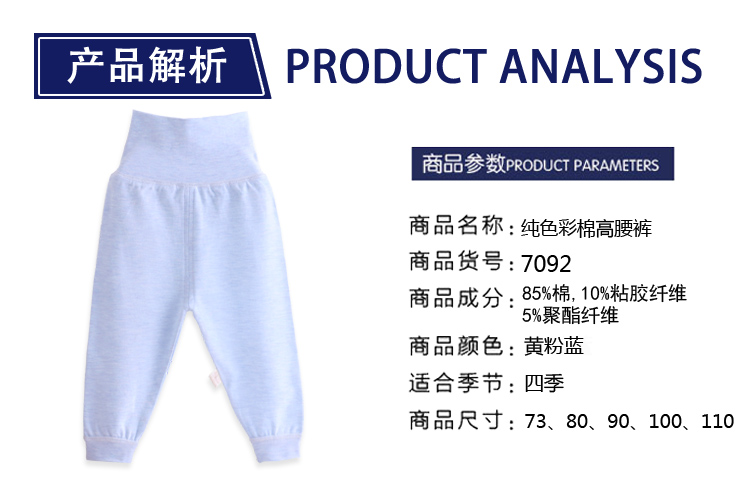 产品解析 PRODUCT ANALYSIS
商品参数PRODUCT PARAMETERS
商品名称:纯色彩棉高腰裤
商品货号:7092
商品成分:85%棉,10%粘胶纤维
5%聚酯纤维
商品颜色:黄粉蓝
适合季节:四季
商品尺寸:73、80、90、100、110